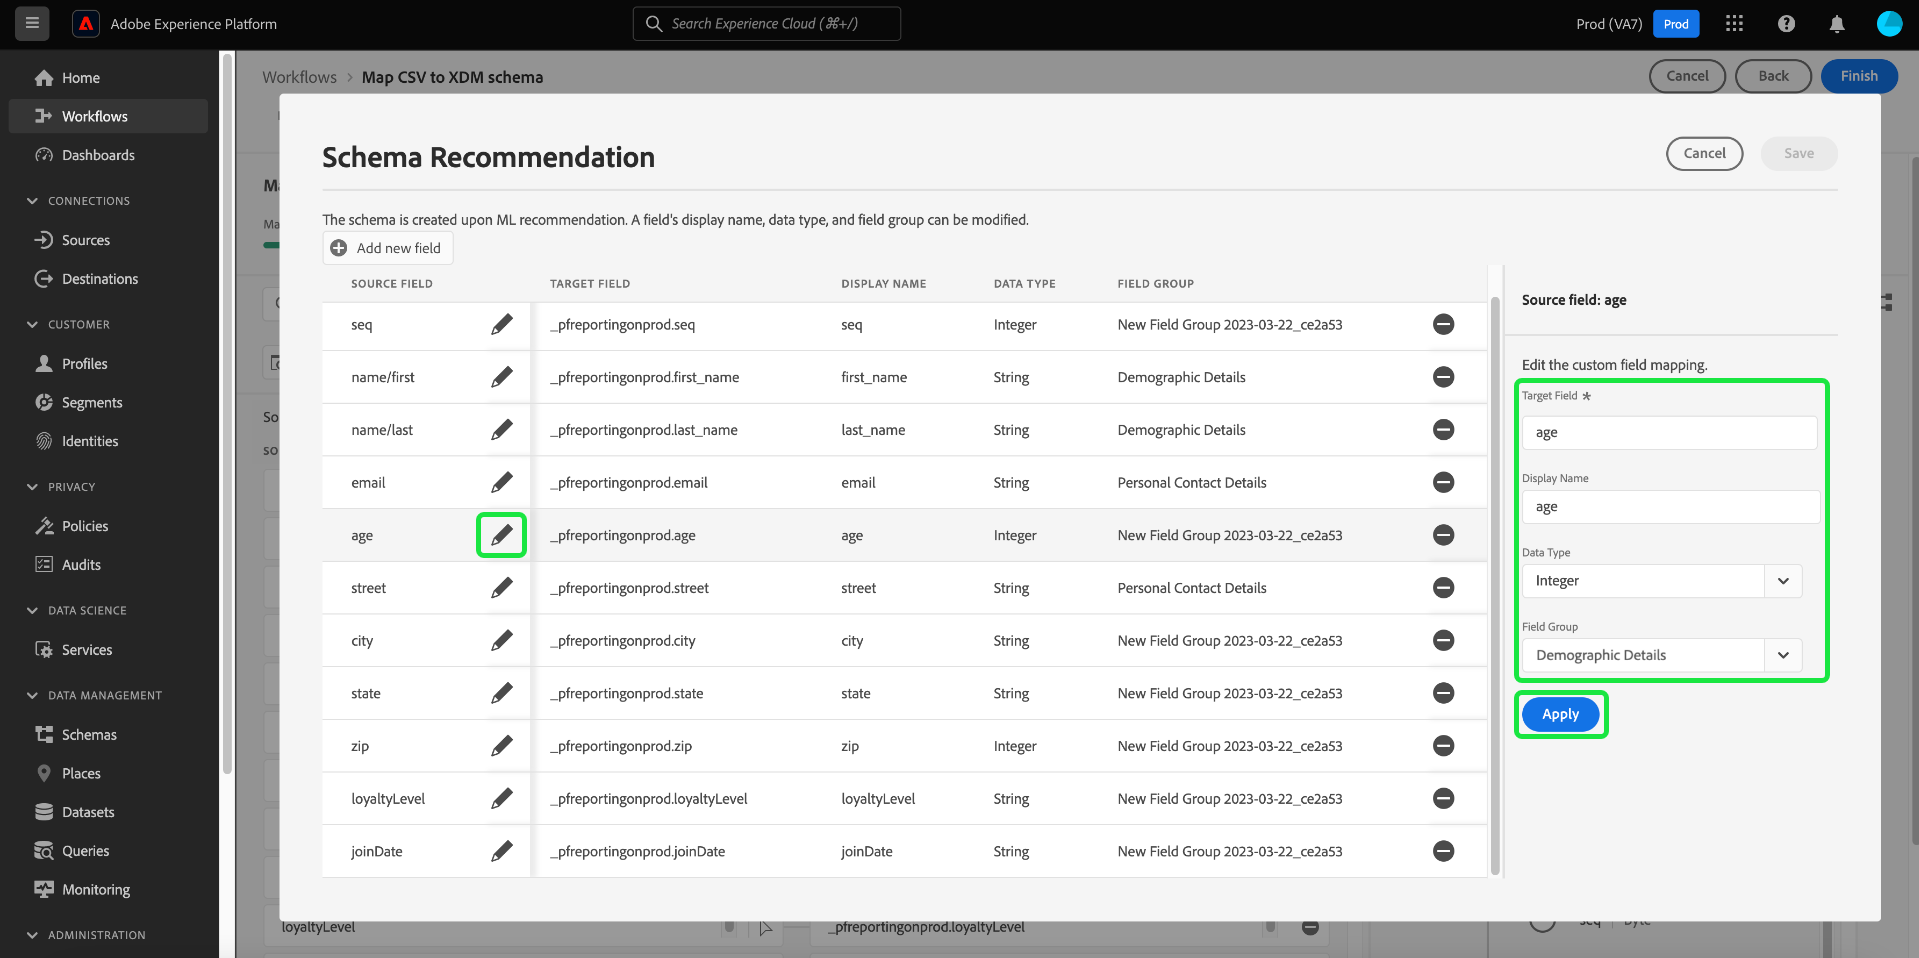 Adobe Experience Platform
Search Experience Cloud (⌘+/)
Prod (VA7)
Prod
Home
Workflows
Dashboards
CONNECTIONS
Sources
Destinations
CUSTOMER
Profiles
Segments
Identities
PRIVACY
Policies
Audits
DATA SCIENCE
Services
DATA MANAGEMENT
Schemas
Places
Datasets
Queries
Monitoring
ADMINISTRATION
Workflows > Map CSV to XDM schema
Cancel
Back
Finish
Schema Recommendation
Cancel
Save
The schema is created upon ML recommendation. A field's display name, data type, and field group can be modified.
Add new field
SOURCE FIELD TARGET FIELD DISPLAY NAME DATA TYPE FIELD GROUP
seq _pfreportingonprod.seq seq Integer New Field Group 2023-03-22_ce2a53
name/first _pfreportingonprod.first_name first_name String Demographic Details
name/last _pfreportingonprod.last_name last_name String Demographic Details
email _pfreportingonprod.email email String Personal Contact Details
age _pfreportingonprod.age age Integer New Field Group 2023-03-22_ce2a53
street _pfreportingonprod.street street String Personal Contact Details
city _pfreportingonprod.city city String New Field Group 2023-03-22_ce2a53
state _pfreportingonprod.state state String New Field Group 2023-03-22_ce2a53
zip _pfreportingonprod.zip zip Integer New Field Group 2023-03-22_ce2a53
loyaltyLevel _pfreportingonprod.loyaltyLevel loyaltyLevel String New Field Group 2023-03-22_ce2a53
joinDate _pfreportingonprod.joinDate joinDate String New Field Group 2023-03-22_ce2a53
Source field: age
Edit the custom field mapping.
Target Field *
age
Display Name
age
Data Type
Integer
Field Group
Demographic Details
Apply
loyaltyLevel _pfreportingonprod.loyaltyLevel